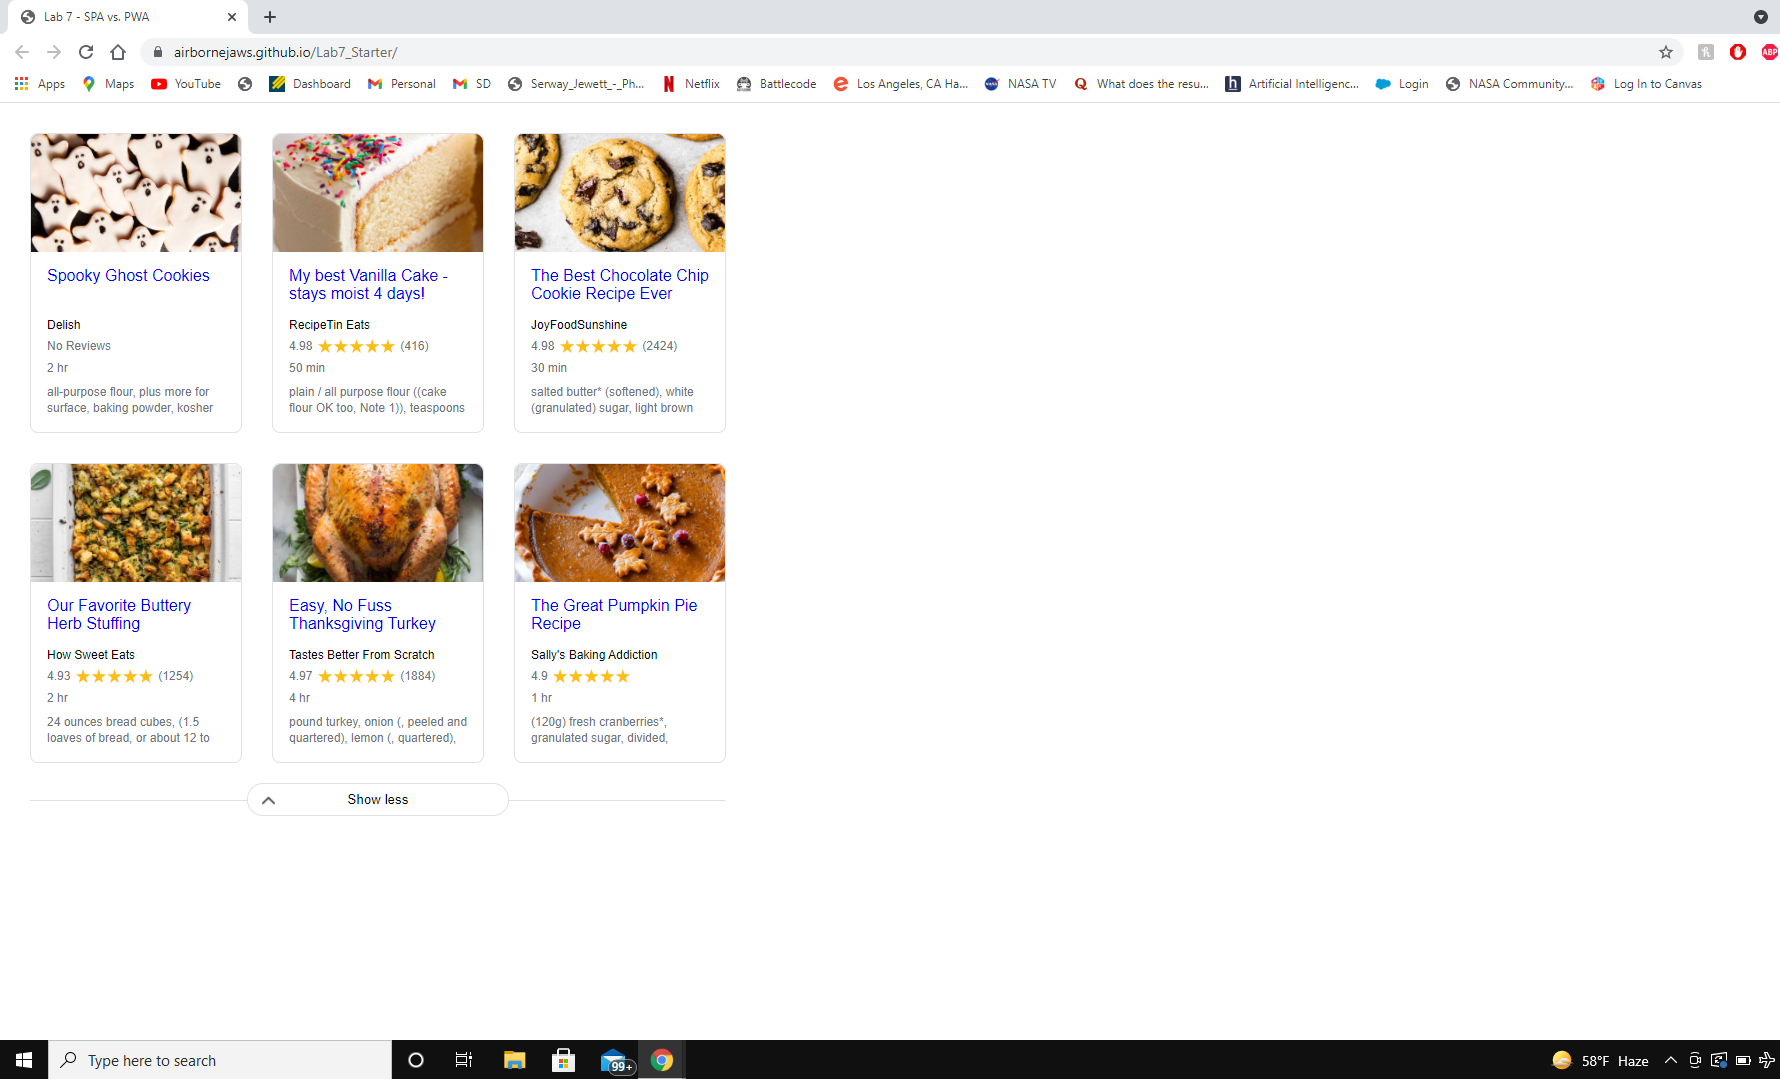 Lab 7 - SPA vs. PWA
airbornejaws.github.io/Lab7_Starter/
ABP
Apps Maps YouTube Dashboard Personal SD Serway_Jewett_-_Ph... Netflix Battlecode Los Angeles, CA Ha... NASA TV What does the resu... Artificial Intelligenc... Login NASA Community... Log In to Canvas
Spooky Ghost Cookies
Delish
No Reviews
2 hr
all-purpose flour, plus more for
surface, baking powder, kosher
My best Vanilla Cake -
stays moist 4 days!
RecipeTin Eats
4.98 ★★★★★ (416)
50 min
plain / all purpose flour ((cake
flour OK too, Note 1)), teaspoons
The Best Chocolate Chip
Cookie Recipe Ever
JoyFoodSunshine
4.98 ★★★★★ (2424)
30 min
salted butter* (softened), white
(granulated) sugar, light brown
Our Favorite Buttery
Herb Stuffing
How Sweet Eats
4.93 ★★★★★ (1254)
2 hr
24 ounces bread cubes, (1.5
loaves of bread, or about 12 to
Easy, No Fuss
Thanksgiving Turkey
Tastes Better From Scratch
4.97 ★★★★★ (1884)
4 hr
pound turkey, onion (, peeled and
quartered), lemon (, quartered),
The Great Pumpkin Pie
Recipe
Sally's Baking Addiction
4.9 ★★★★★
1 hr
(120g) fresh cranberries*,
granulated sugar, divided,
Show less
Type here to search
99+
58°F Haze